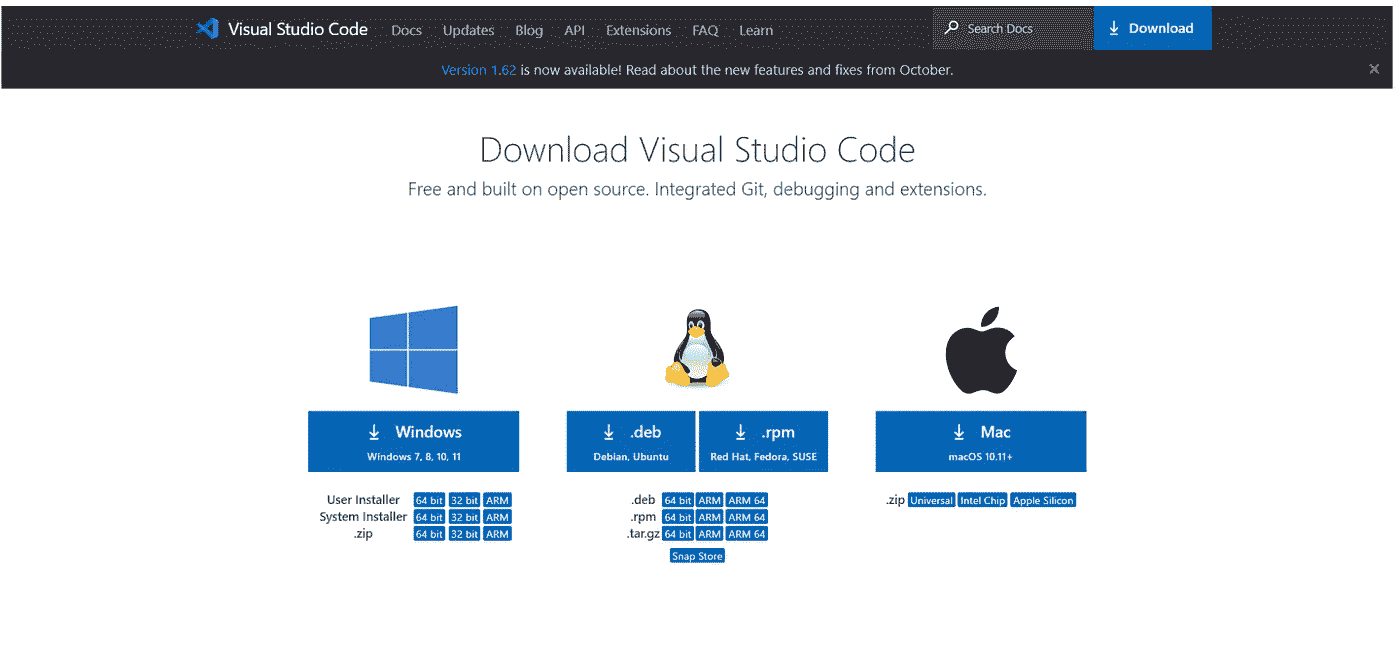 Visual Studio Code Docs Updates Blog API Extensions FAQ Learn Search Docs Download
Version 1.62 is now available! Read about the new features and fixes from October.
Download Visual Studio Code
Free and built on open source. Integrated Git, debugging and extensions.
Windows
Windows 7, 8, 10, 11
User Installer 64 bit 32 bit ARM
System Installer 64 bit 32 bit ARM
.zip 64 bit 32 bit ARM
.deb
Debian, Ubuntu
.rpm
Red Hat, Fedora, SUSE
.deb 64 bit ARM ARM 64
.rpm 64 bit ARM ARM 64
.tar.gz 64 bit ARM ARM 64
Snap Store
Mac
macOS 10.11+
.zip Universal Intel Chip Apple Silicon